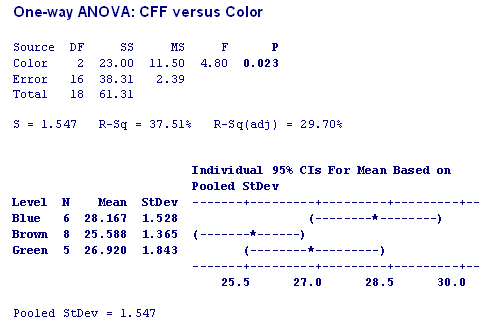 One-way ANOVA: CFF versus Color
Source  DF     SS     MS     F      P
Color    2  23.00  11.50  4.80  0.023
Error   16  38.31   2.39
Total   18  61.31
S = 1.547   R-Sq = 37.51%   R-Sq(adj) = 29.70%
Individual 95% CIs For Mean Based on
Pooled StDev
Level  N    Mean  StDev  -------+---------+---------+---------+--
Blue   6  28.167  1.528                  (--------*--------)
Brown  8  25.588  1.365  (-------*------)
Green  5  26.920  1.843         (--------*---------)
-------+---------+---------+---------+--
25.5      27.0      28.5      30.0
Pooled StDev = 1.547